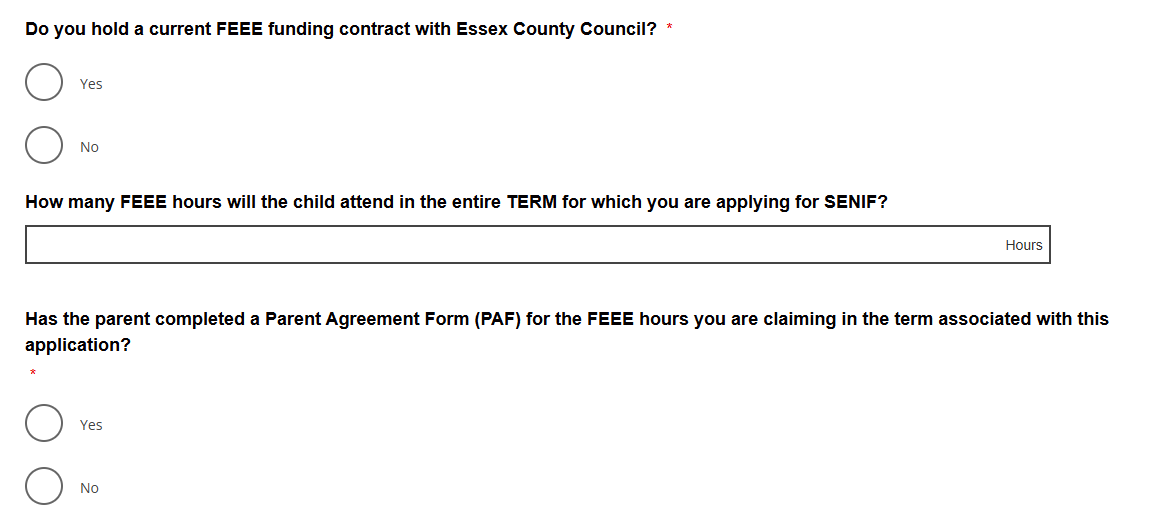 Do you hold a current FEEE funding contract with Essex County Council? *
Yes
No
How many FEEE hours will the child attend in the entire TERM for which you are applying for SENIF?
Hours
Has the parent completed a Parent Agreement Form (PAF) for the FEEE hours you are claiming in the term associated with this
application?
*
Yes
No